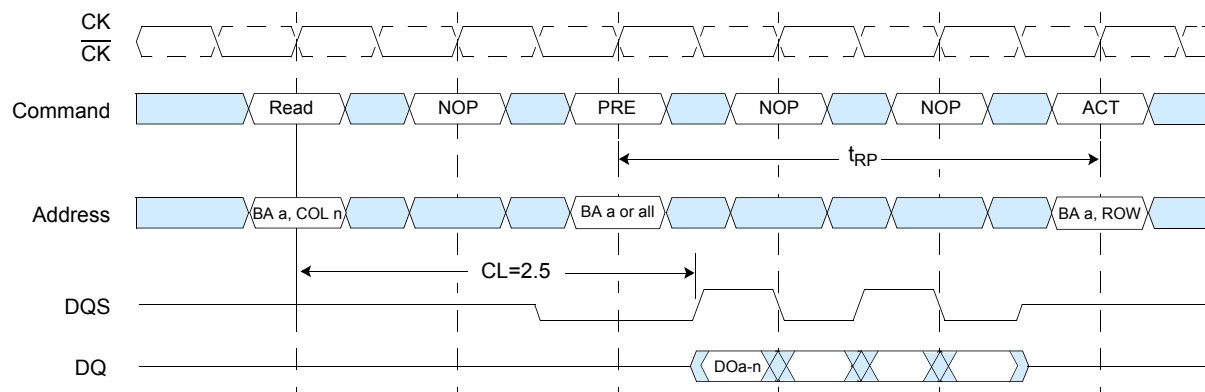 CK
CK
Command Read NOP PRE NOP NOP ACT
tRP
Address BA a, COL n BA a or all BA a, ROW
CL=2.5
DQS
DQ DOa-n